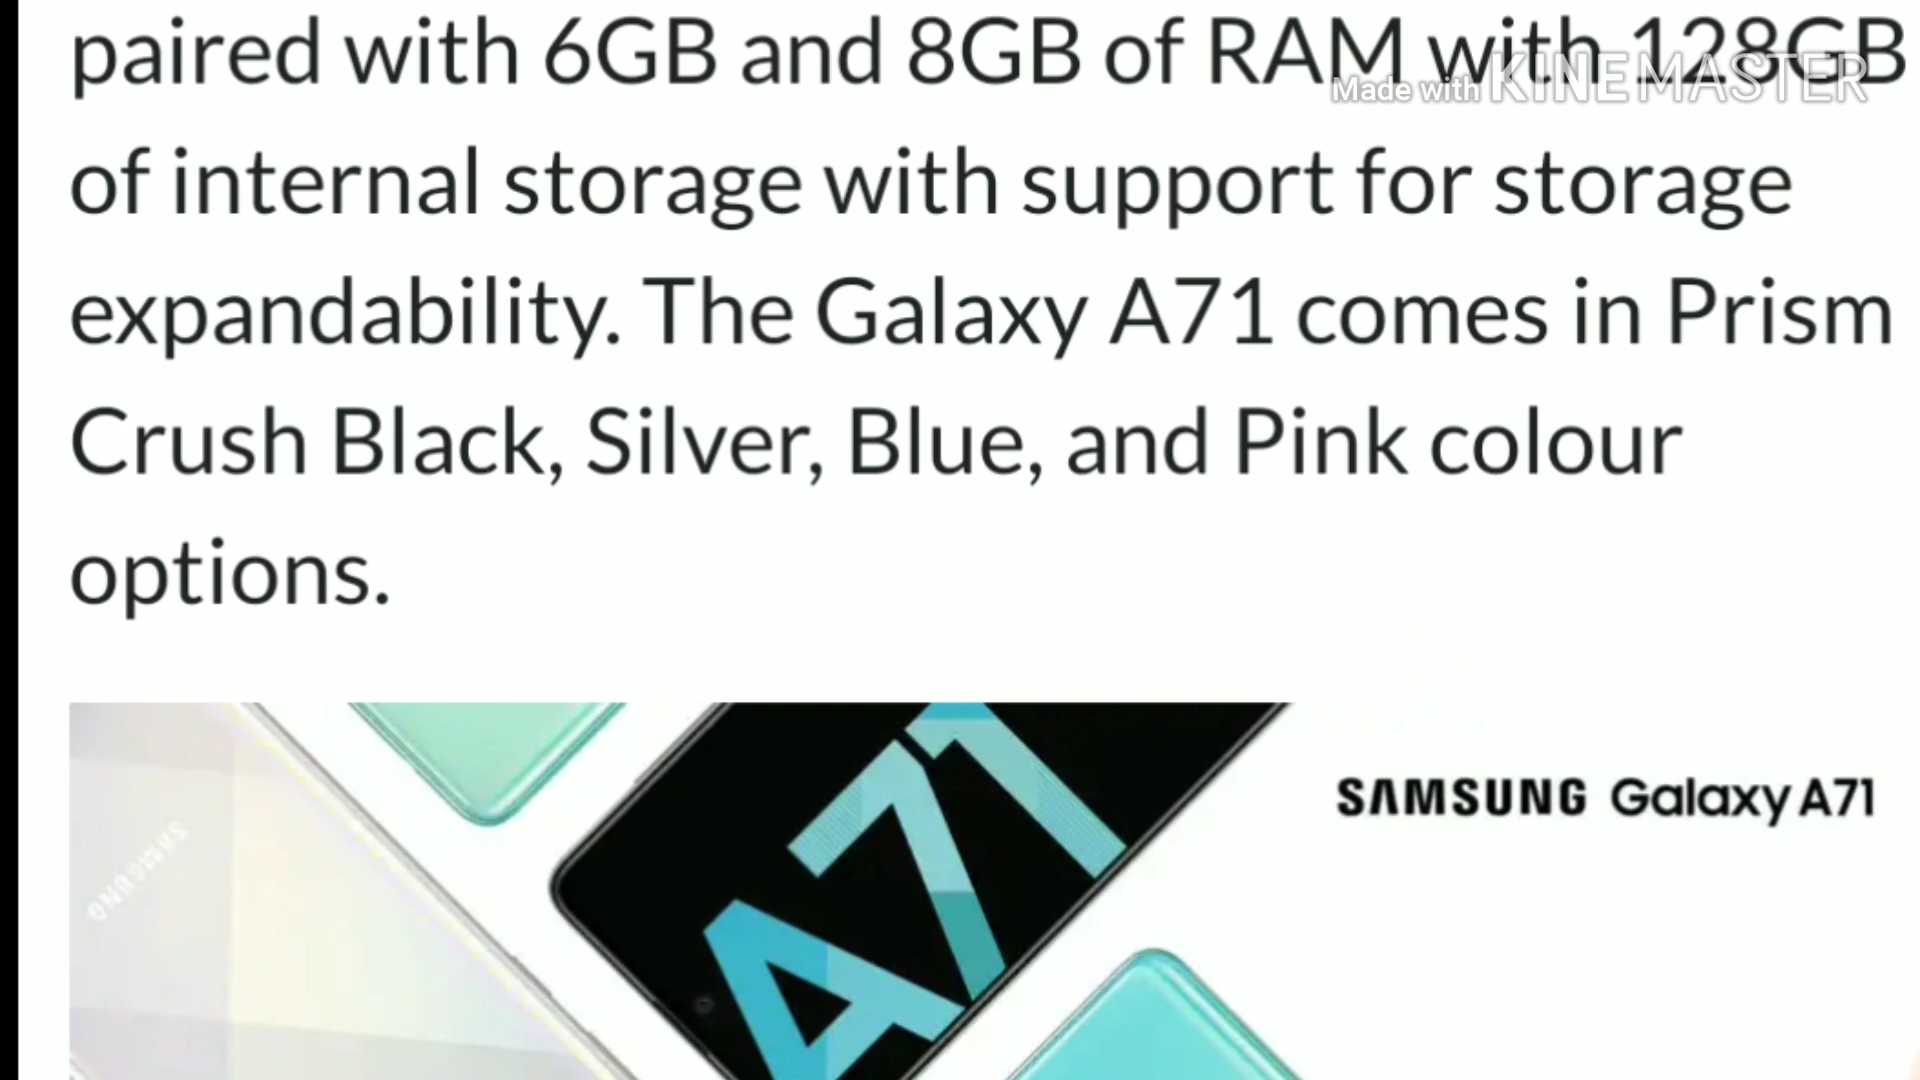 paired with 6GB and 8GB of RAM with 128GB
Made with KINEMASTER
of internal storage with support for storage
expandability. The Galaxy A71 comes in Prism
Crush Black, Silver, Blue, and Pink colour
options.
A71
SAMSUNG Galaxy A71
SAMSUNG